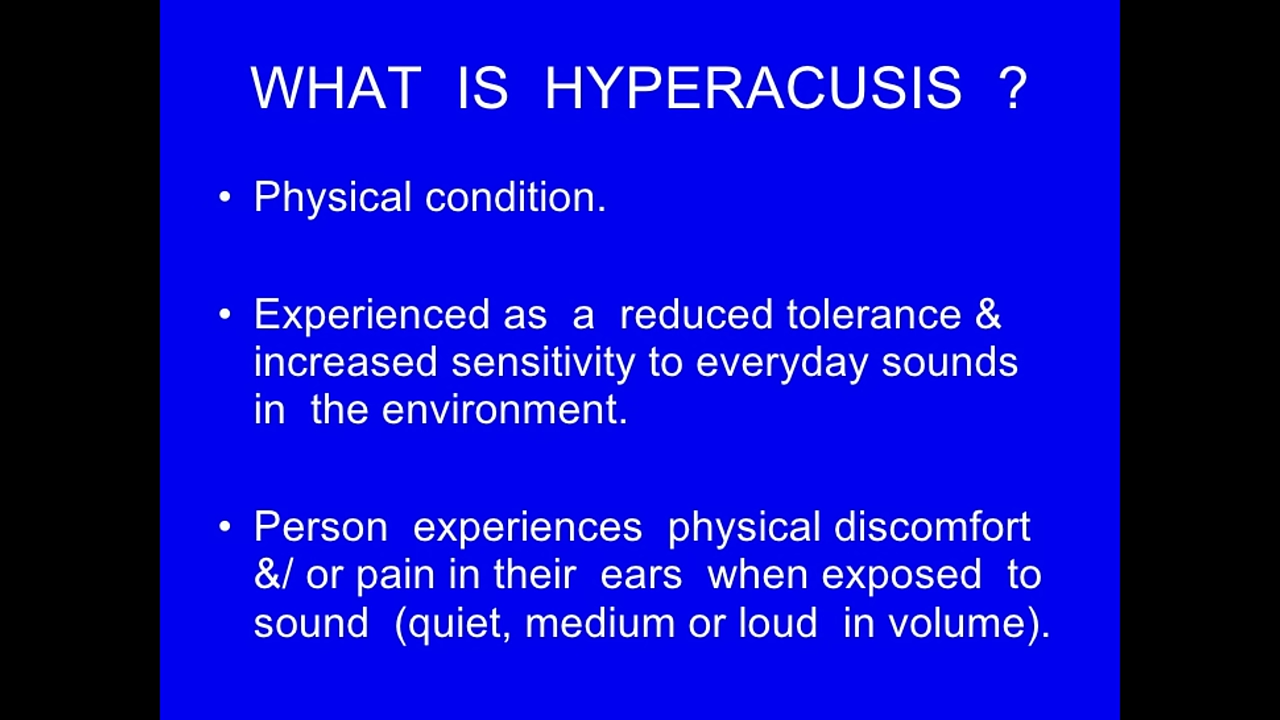 WHAT IS HYPERACUSIS ?
• Physical condition.
• Experienced as a reduced tolerance &
increased sensitivity to everyday sounds
in the environment.
• Person experiences physical discomfort
&/ or pain in their ears when exposed to
sound (quiet, medium or loud in volume).